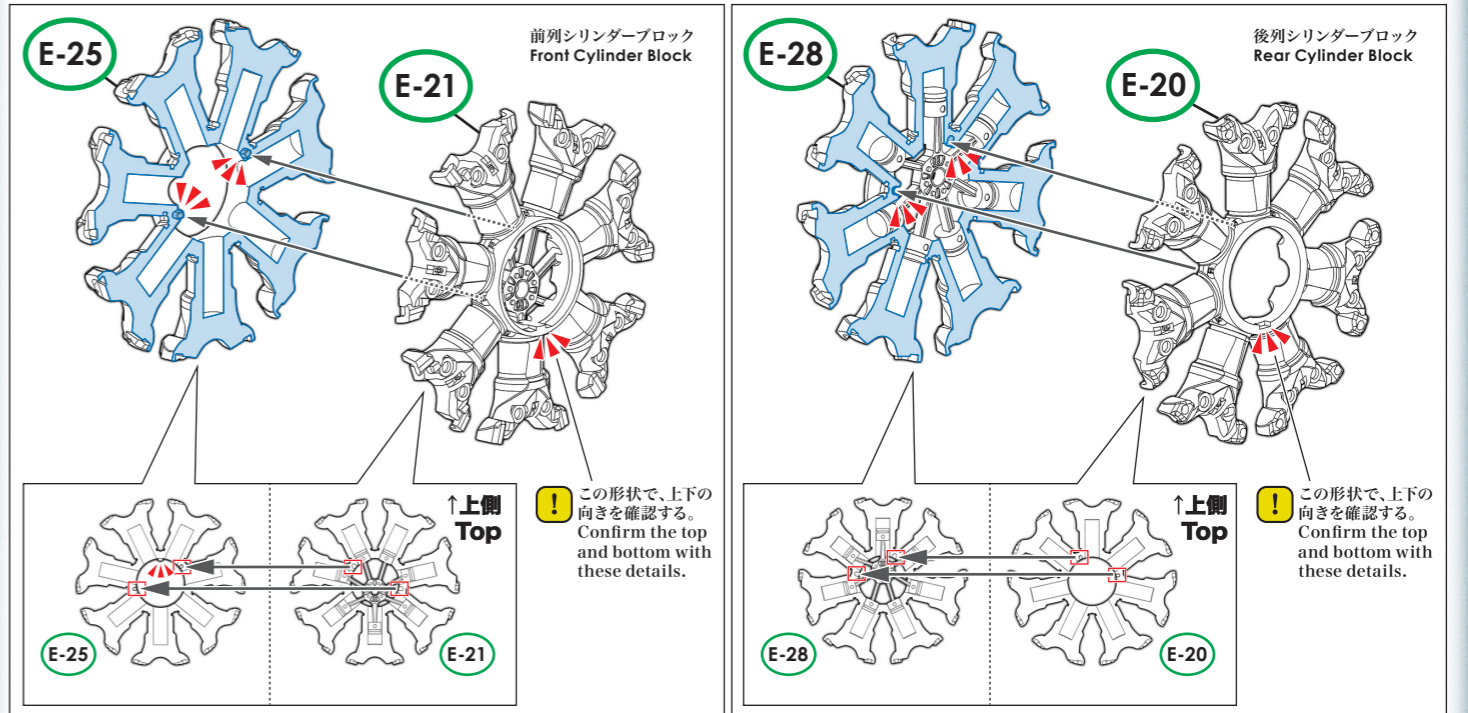 E-25
前列シリンダーブロック
Front Cylinder Block
E-21
↑上側
Top
!
この形状で、上下の
向きを確認する。
Confirm the top
and bottom with
these details.
E-25
E-21
E-28
後列シリンダーブロック
Rear Cylinder Block
E-20
↑上側
Top
!
この形状で、上下の
向きを確認する。
Confirm the top
and bottom with
these details.
E-28
E-20